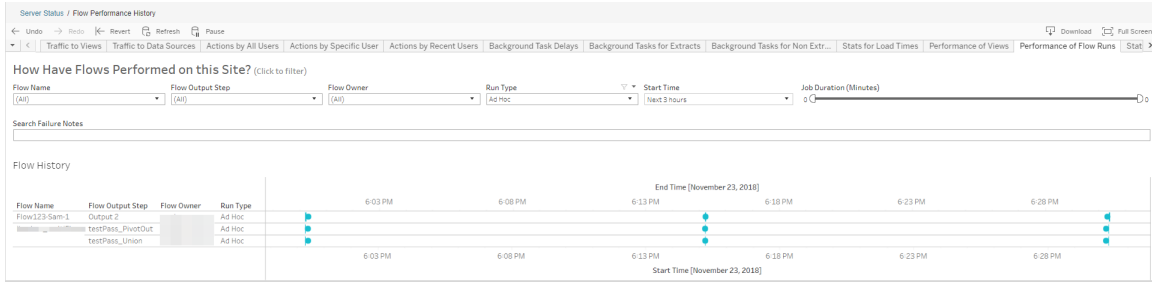 Server Status / Flow Performance History
← Undo → Redo |← Revert Refresh Pause Download Full Screen
Traffic to Views Traffic to Data Sources Actions by All Users Actions by Specific User Actions by Recent Users Background Task Delays Background Tasks for Extracts Background Tasks for Non Extr... Stats for Load Times Performance of Views Performance of Flow Runs Stat
How Have Flows Performed on this Site? (Click to filter)
Flow Name Flow Output Step Flow Owner Run Type Start Time Job Duration (Minutes)
(All) (All) (All) Ad Hoc Next 3 hours 0 0
Search Failure Notes
Flow History
End Time [November 23, 2018]
6:03 PM 6:08 PM 6:13 PM 6:18 PM 6:23 PM 6:28 PM
Flow Name Flow Output Step Flow Owner Run Type
Flow123-Sam-1 Output 2 Ad Hoc
testPass_PivotOut Ad Hoc
testPass_Union Ad Hoc
6:03 PM 6:08 PM 6:13 PM 6:18 PM 6:23 PM 6:28 PM
Start Time [November 23, 2018]